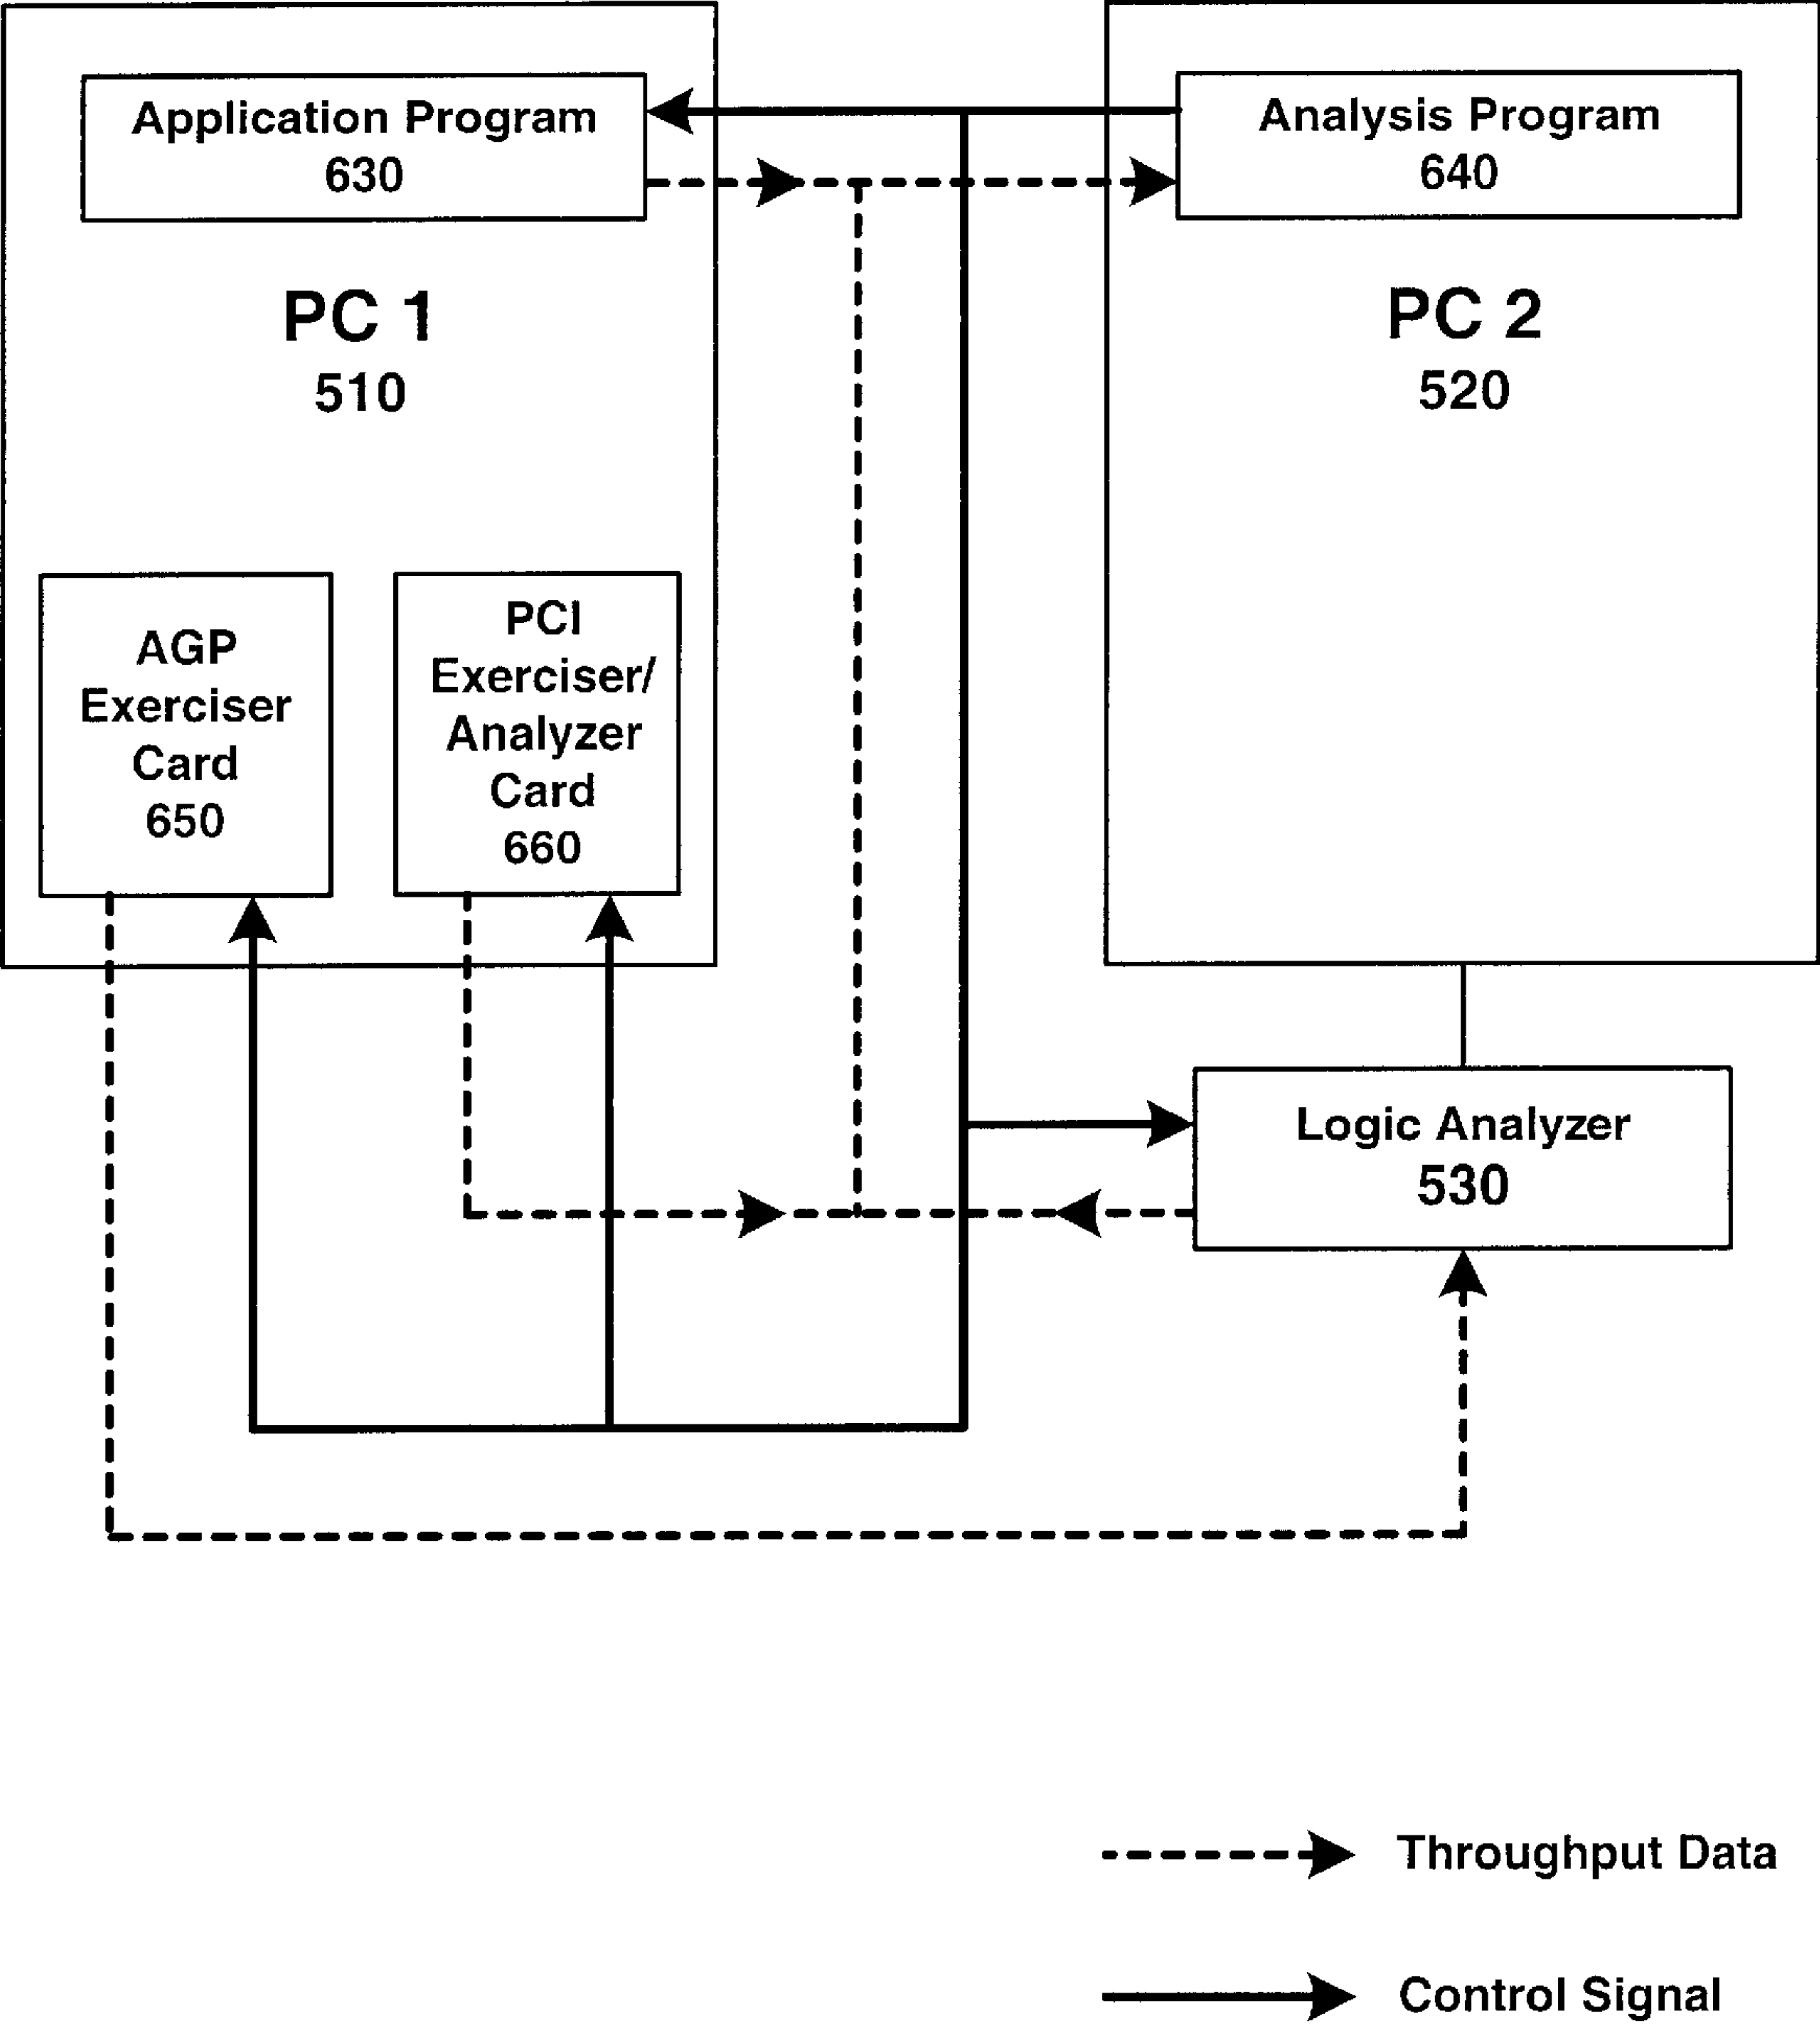 Application Program
630
Analysis Program
640
PC 1
510
PC 2
520
AGP
Exerciser
Card
650
PCI
Exerciser/
Analyzer
Card
660
Logic Analyzer
530
Throughput Data
Control Signal